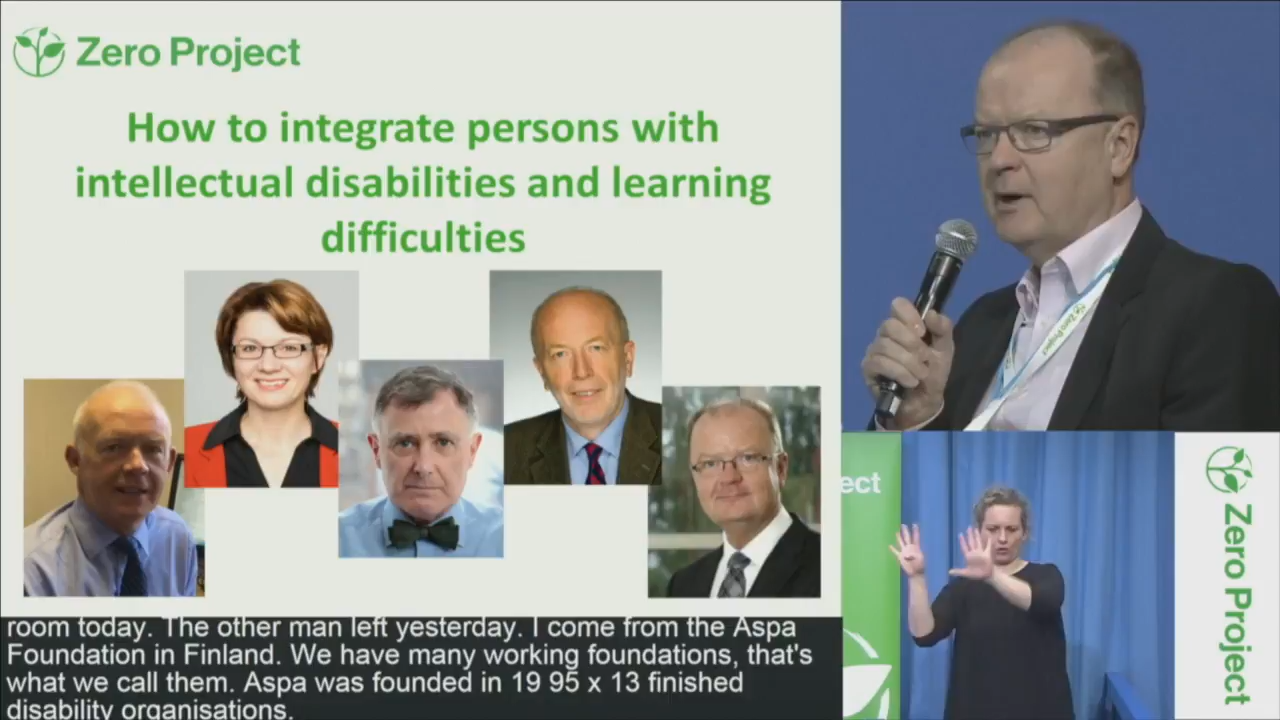 Zero Project
How to integrate persons with
intellectual disabilities and learning
difficulties
room today. The other man left yesterday. I come from the Aspa
Foundation in Finland. We have many working foundations, that's
what we call them. Aspa was founded in 19 95 x 13 finished
disability organisations.
Zero Project
ect
Zero Project